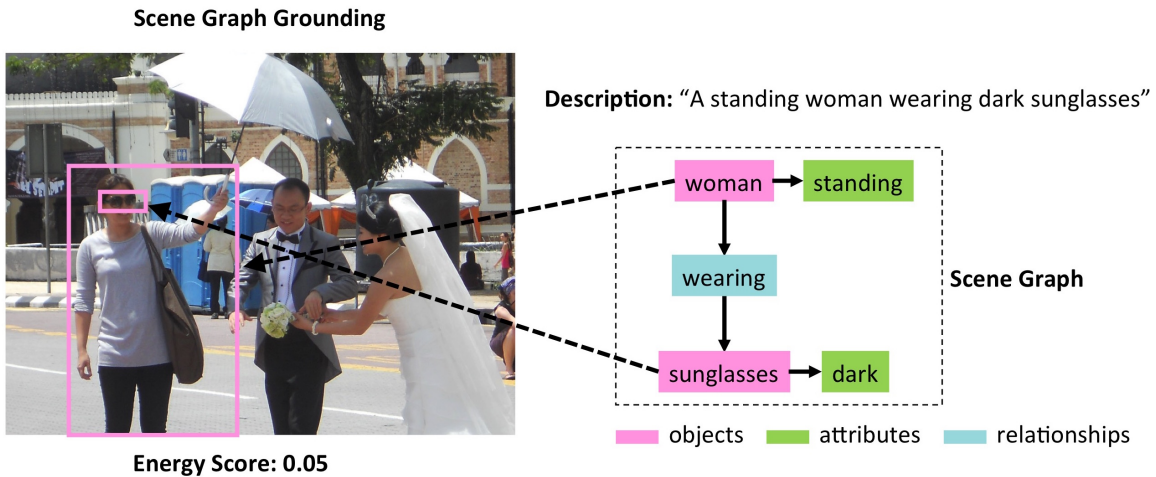 Scene Graph Grounding
Description: “A standing woman wearing dark sunglasses”
woman
standing
wearing
Scene Graph
sunglasses
dark
objects
attributes
relationships
Energy Score: 0.05